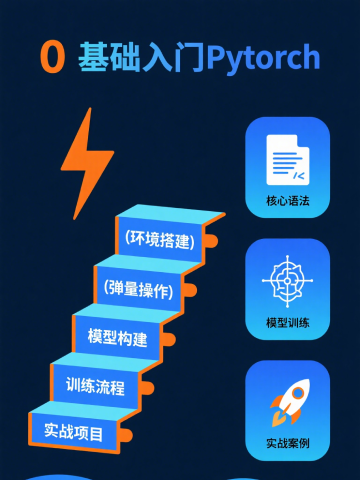 0 基础入门Pytorch
核心语法
(环境搭建)
(弹量操作)
模型训练
模型构建
训练流程
实战项目
实战案例